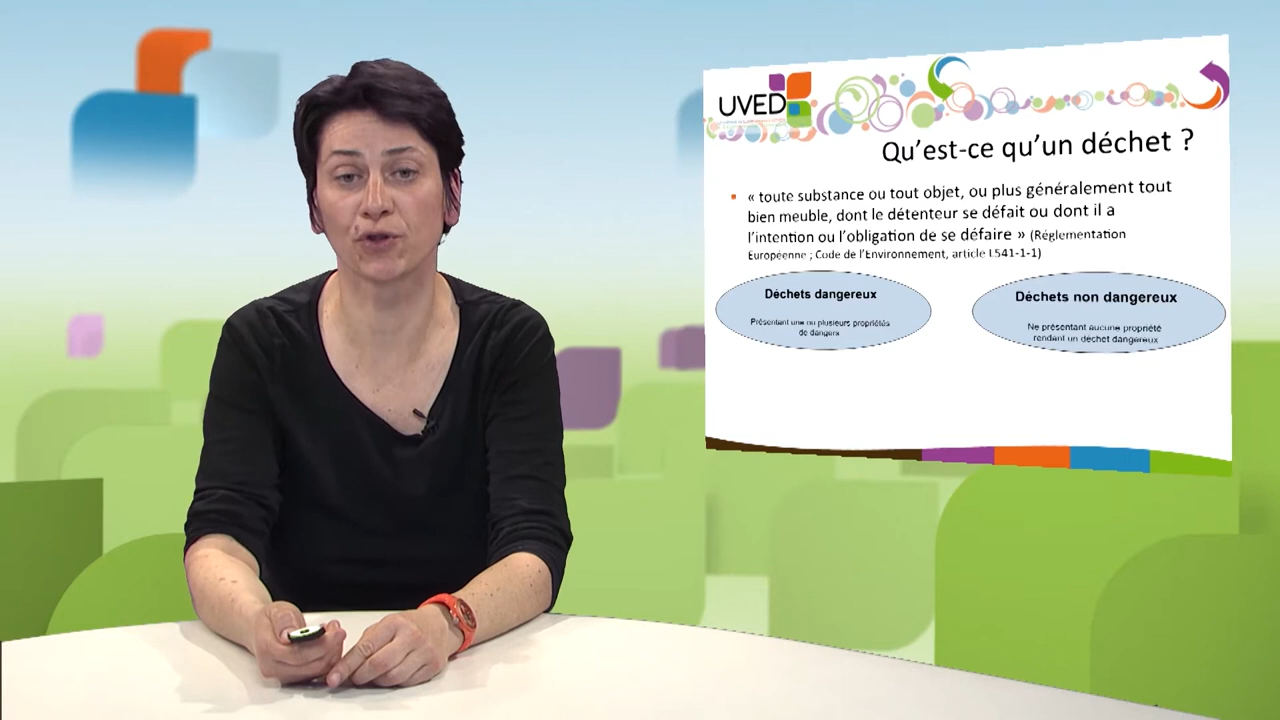 UVED
Qu'est-ce qu'un déchet ?
« toute substance ou tout objet, ou plus généralement tout
bien meuble, dont le détenteur se défait ou dont il a
l'intention ou l'obligation de se défaire » (Réglementation
Européenne ; Code de l'Environnement, article L541-1-1)
Déchets dangereux
Présentant une ou plusieurs propriétés
de dangers
Déchets non dangereux
Ne présentant aucune propriété
rendant un déchet dangereux